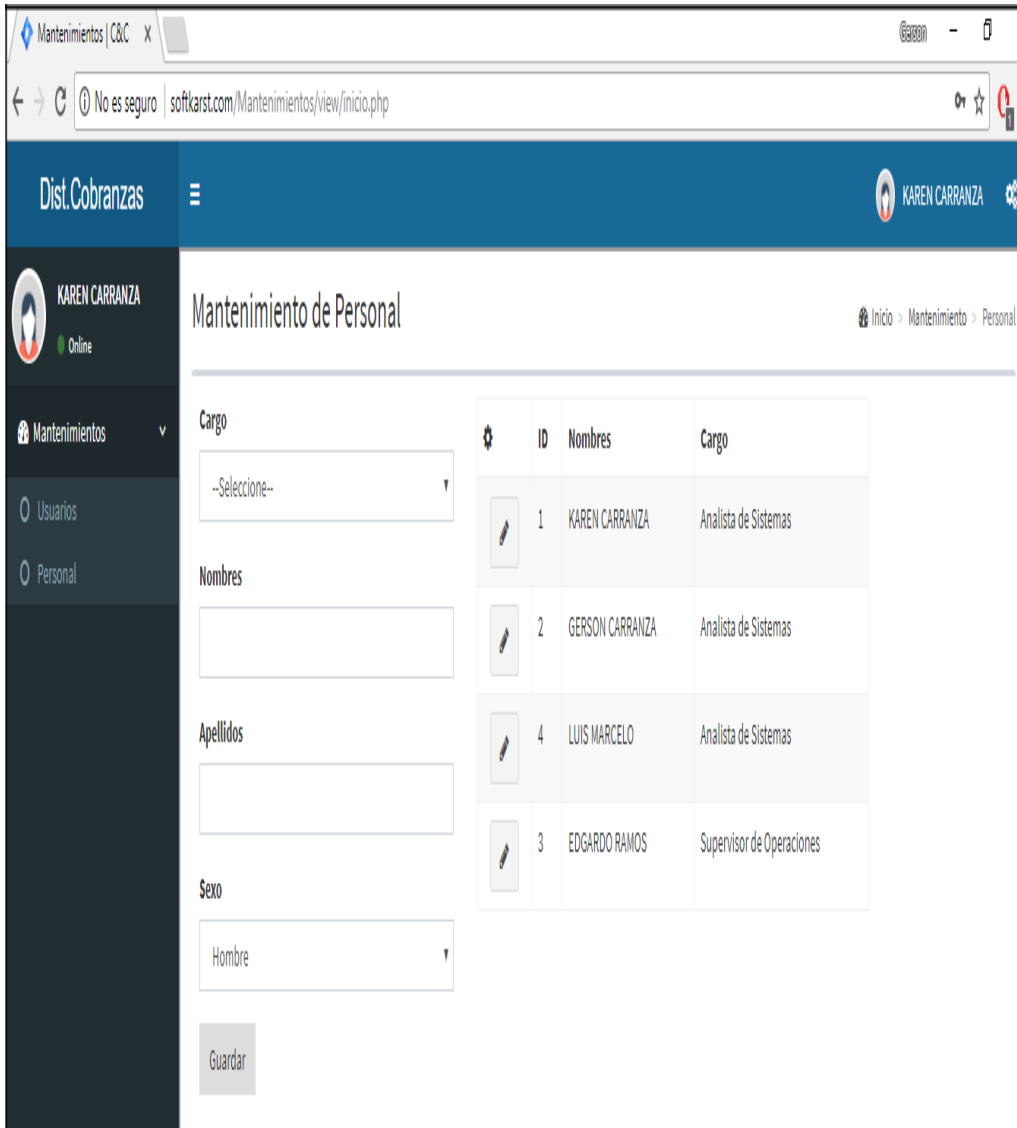 Mantenimientos | C&C X
Gerson
No es seguro | softkarst.com/Mantenimientos/view/inicio.php
1
Dist.Cobranzas
KAREN CARRANZA
KAREN CARRANZA
Online
Mantenimiento de Personal
Inicio > Mantenimiento > Personal
Mantenimientos
Usuarios
Personal
Cargo
--Seleccione--
Nombres
Apellidos
Sexo
Hombre
Guardar
ID Nombres Cargo
1 KAREN CARRANZA Analista de Sistemas
2 GERSON CARRANZA Analista de Sistemas
4 LUIS MARCELO Analista de Sistemas
3 EDGARDO RAMOS Supervisor de Operaciones